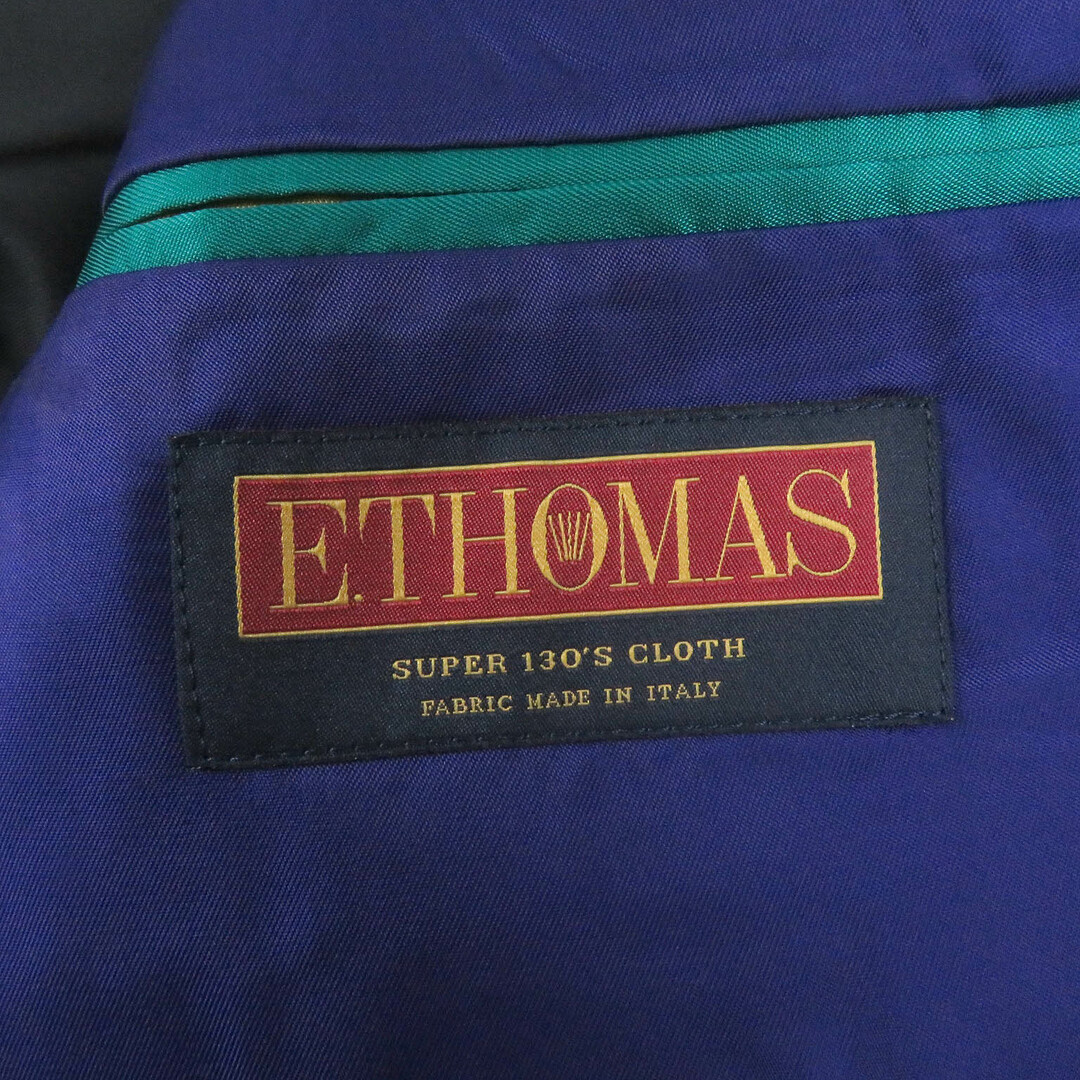 E.THOMAS
SUPER 130'S CLOTH
FABRIC MADE IN ITALY